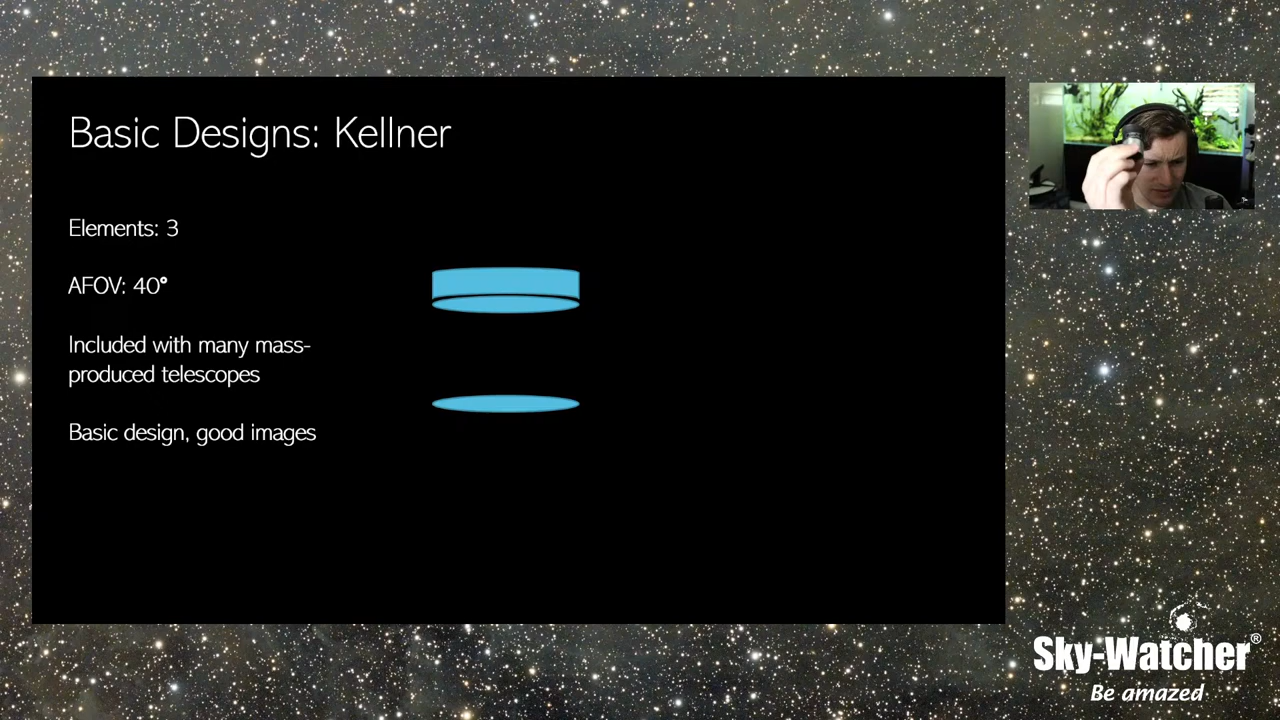 Basic Designs: Kellner
Elements: 3
AFOV: 40°
Included with many mass-
produced telescopes
Basic design, good images
Sky-Watcher®
Be amazed